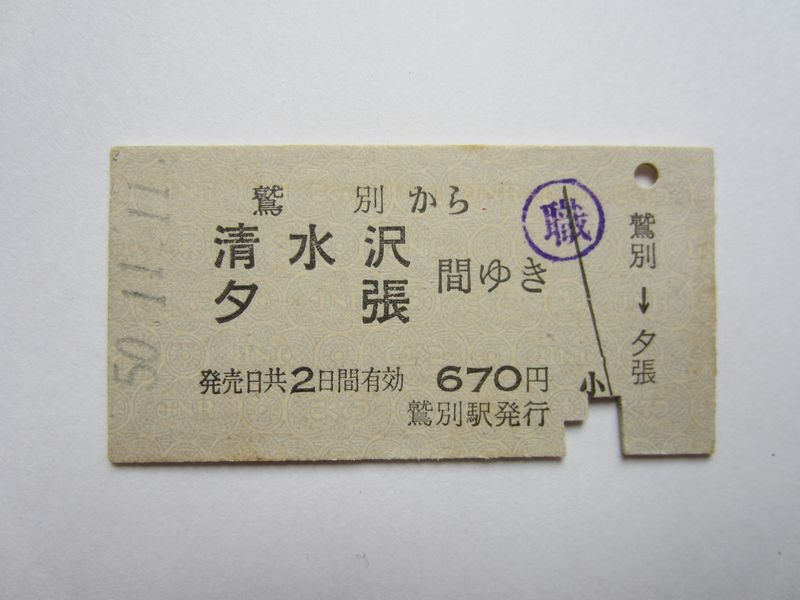 50.11.11.
鷲別から
清水沢
夕張
間ゆき
発売日共2日間有効 670円
鷲別駅発行
職
小
鷲別→夕張